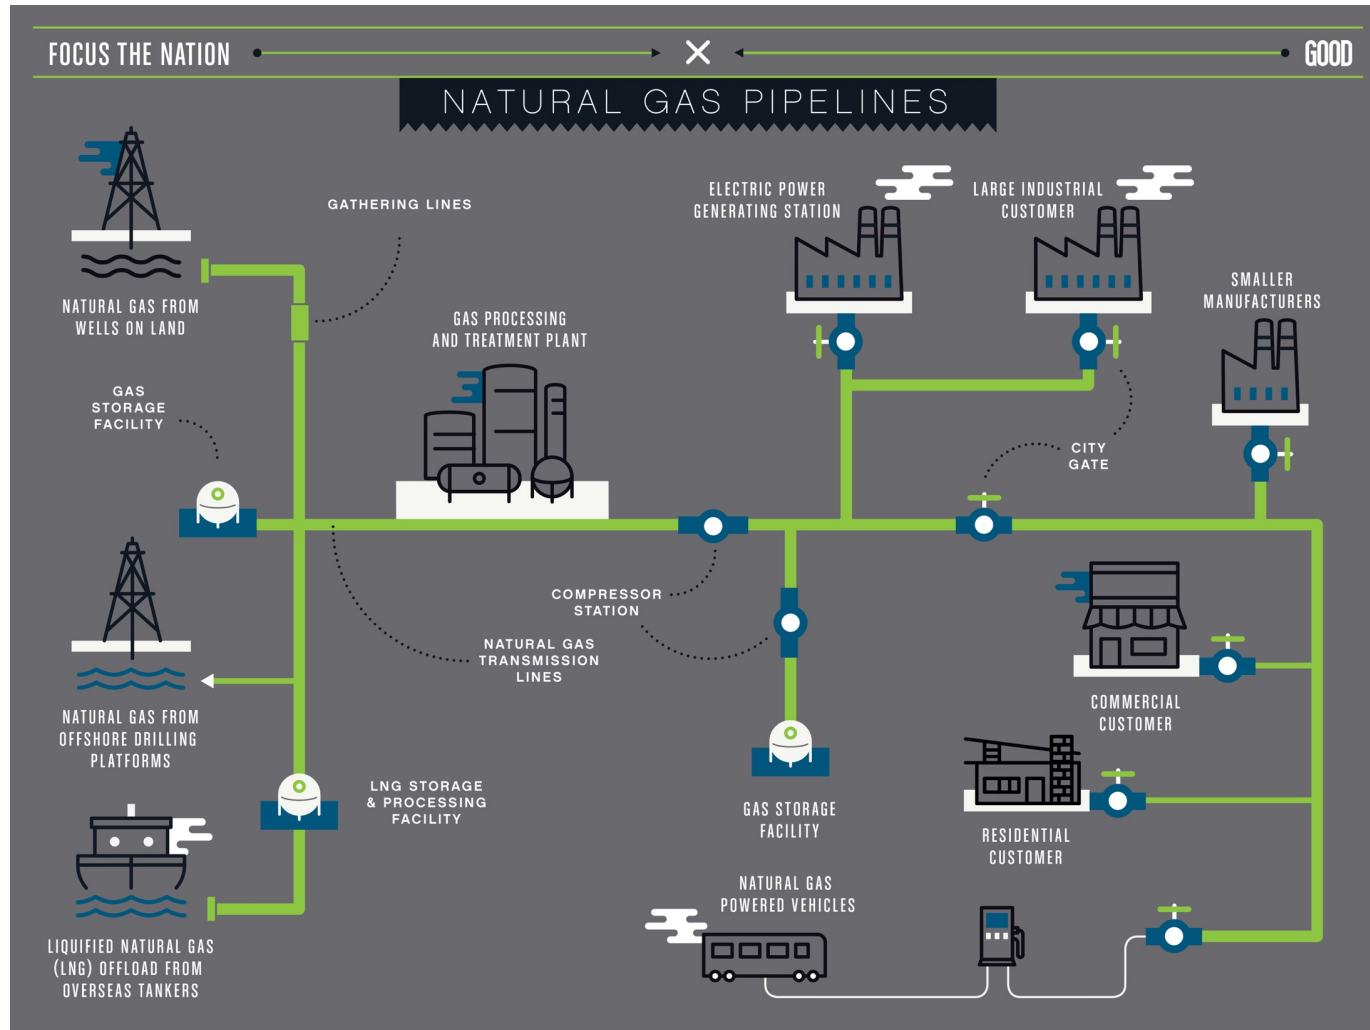 FOCUS THE NATION
GOOD
NATURAL GAS PIPELINES
NATURAL GAS FROM
WELLS ON LAND
GATHERING LINES
GAS PROCESSING
AND TREATMENT PLANT
ELECTRIC POWER
GENERATING STATION
LARGE INDUSTRIAL
CUSTOMER
SMALLER
MANUFACTURERS
GAS
STORAGE
FACILITY
CITY
GATE
COMPRESSOR
STATION
NATURAL GAS
TRANSMISSION
LINES
NATURAL GAS FROM
OFFSHORE DRILLING
PLATFORMS
COMMERCIAL
CUSTOMER
LNG STORAGE
& PROCESSING
FACILITY
GAS STORAGE
FACILITY
RESIDENTIAL
CUSTOMER
NATURAL GAS
POWERED VEHICLES
LIQUIFIED NATURAL GAS
(LNG) OFFLOAD FROM
OVERSEAS TANKERS